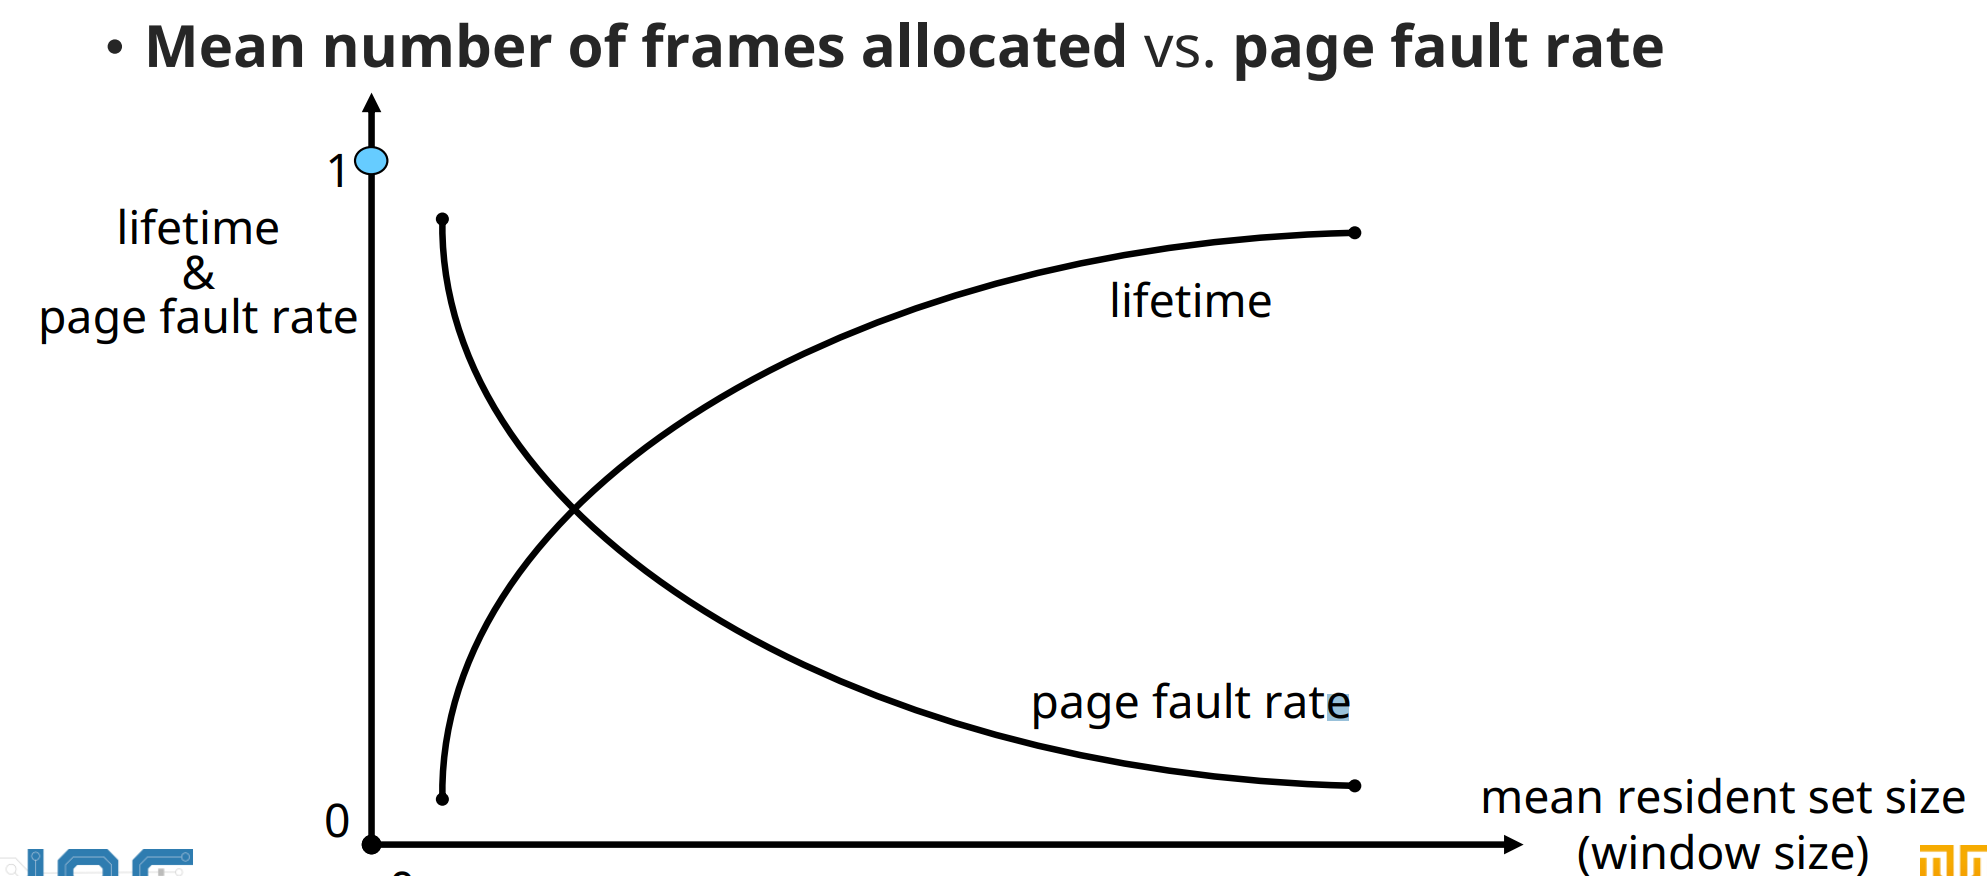 • Mean number of frames allocated vs. page fault rate
1
lifetime
&
page fault rate
lifetime
page fault rate
mean resident set size
(window size)
0